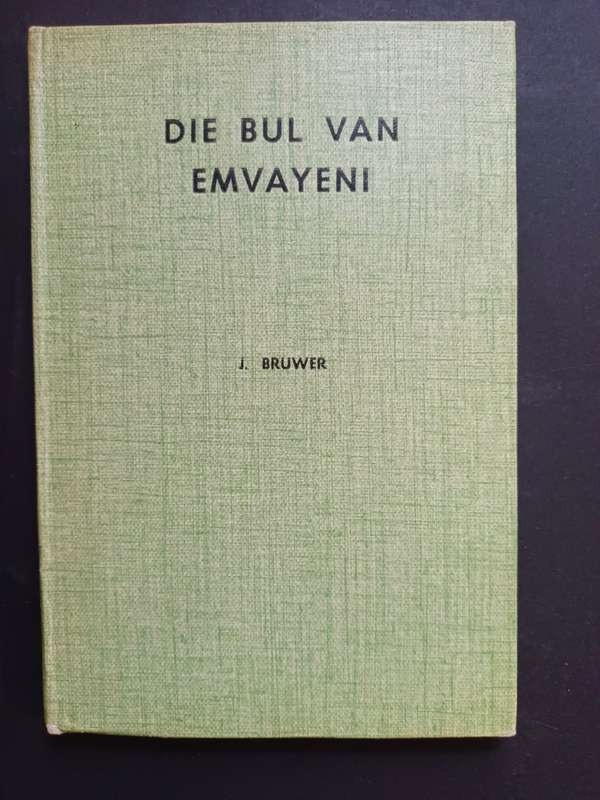 DIE BUL VAN
EMVAYENI
J. BRUWER